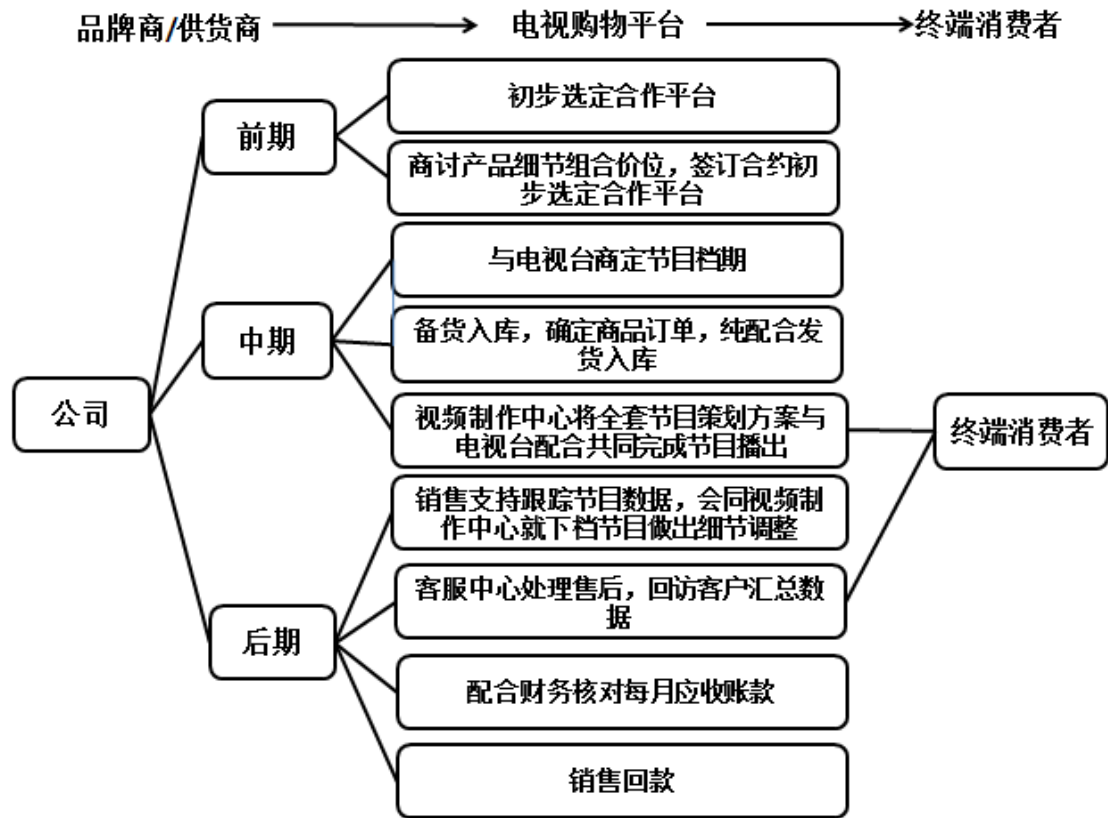 品牌商/供货商
电视购物平台
终端消费者
公司
前期
初步选定合作平台
商讨产品细节组合价位，签订合约初
步选定合作平台
中期
与电视台商定节目档期
备货入库，确定商品订单，纯配合发
货入库
视频制作中心将全套节目策划方案与
电视台配合共同完成节目播出
后期
销售支持跟踪节目数据，会同视频制
作中心就下档节目做出细节调整
客服中心处理售后，回访客户汇总数
据
配合财务核对每月应收账款
销售回款
终端消费者